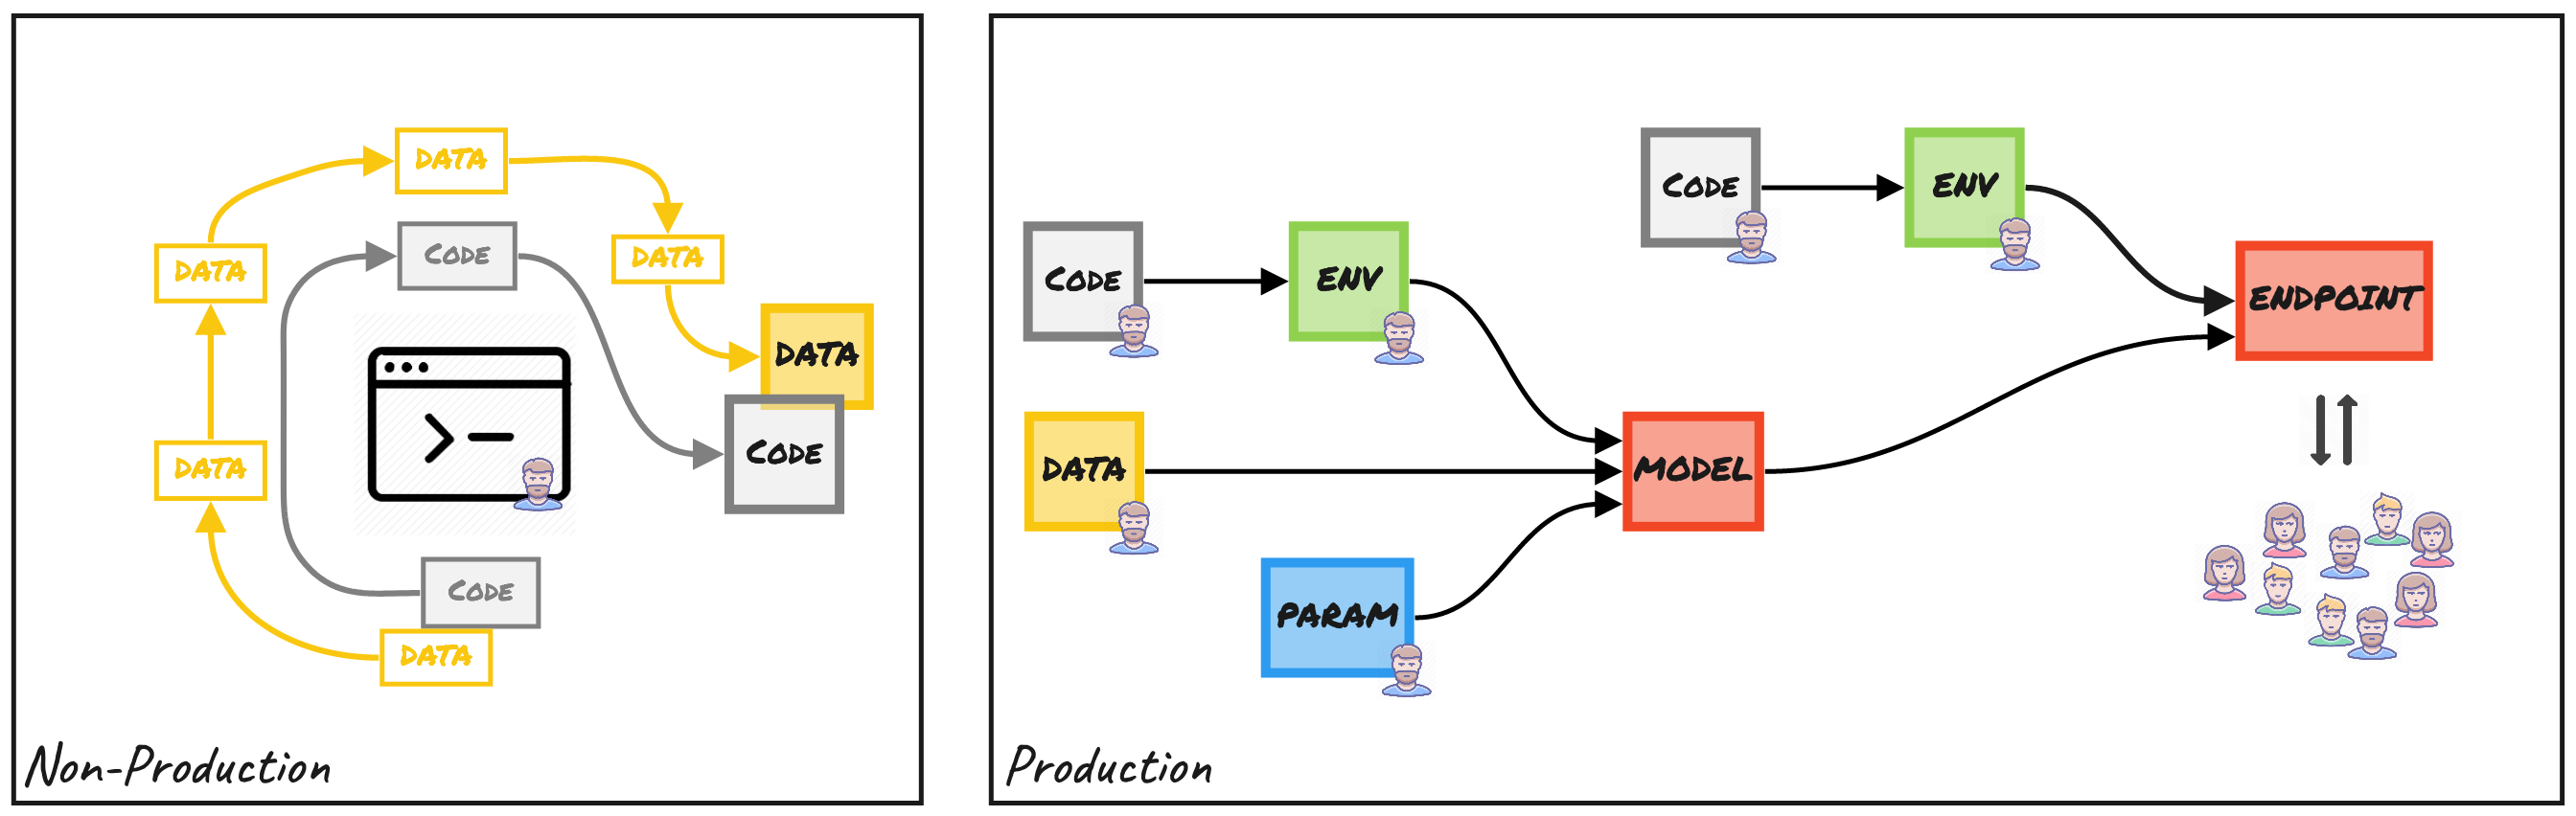 DATA
CODE
DATA
DATA
DATA
CODE
DATA
DATA
CODE
DATA
Non-Production
CODE
ENV
CODE
ENV
ENDPOINT
DATA
MODEL
PARAM
Production